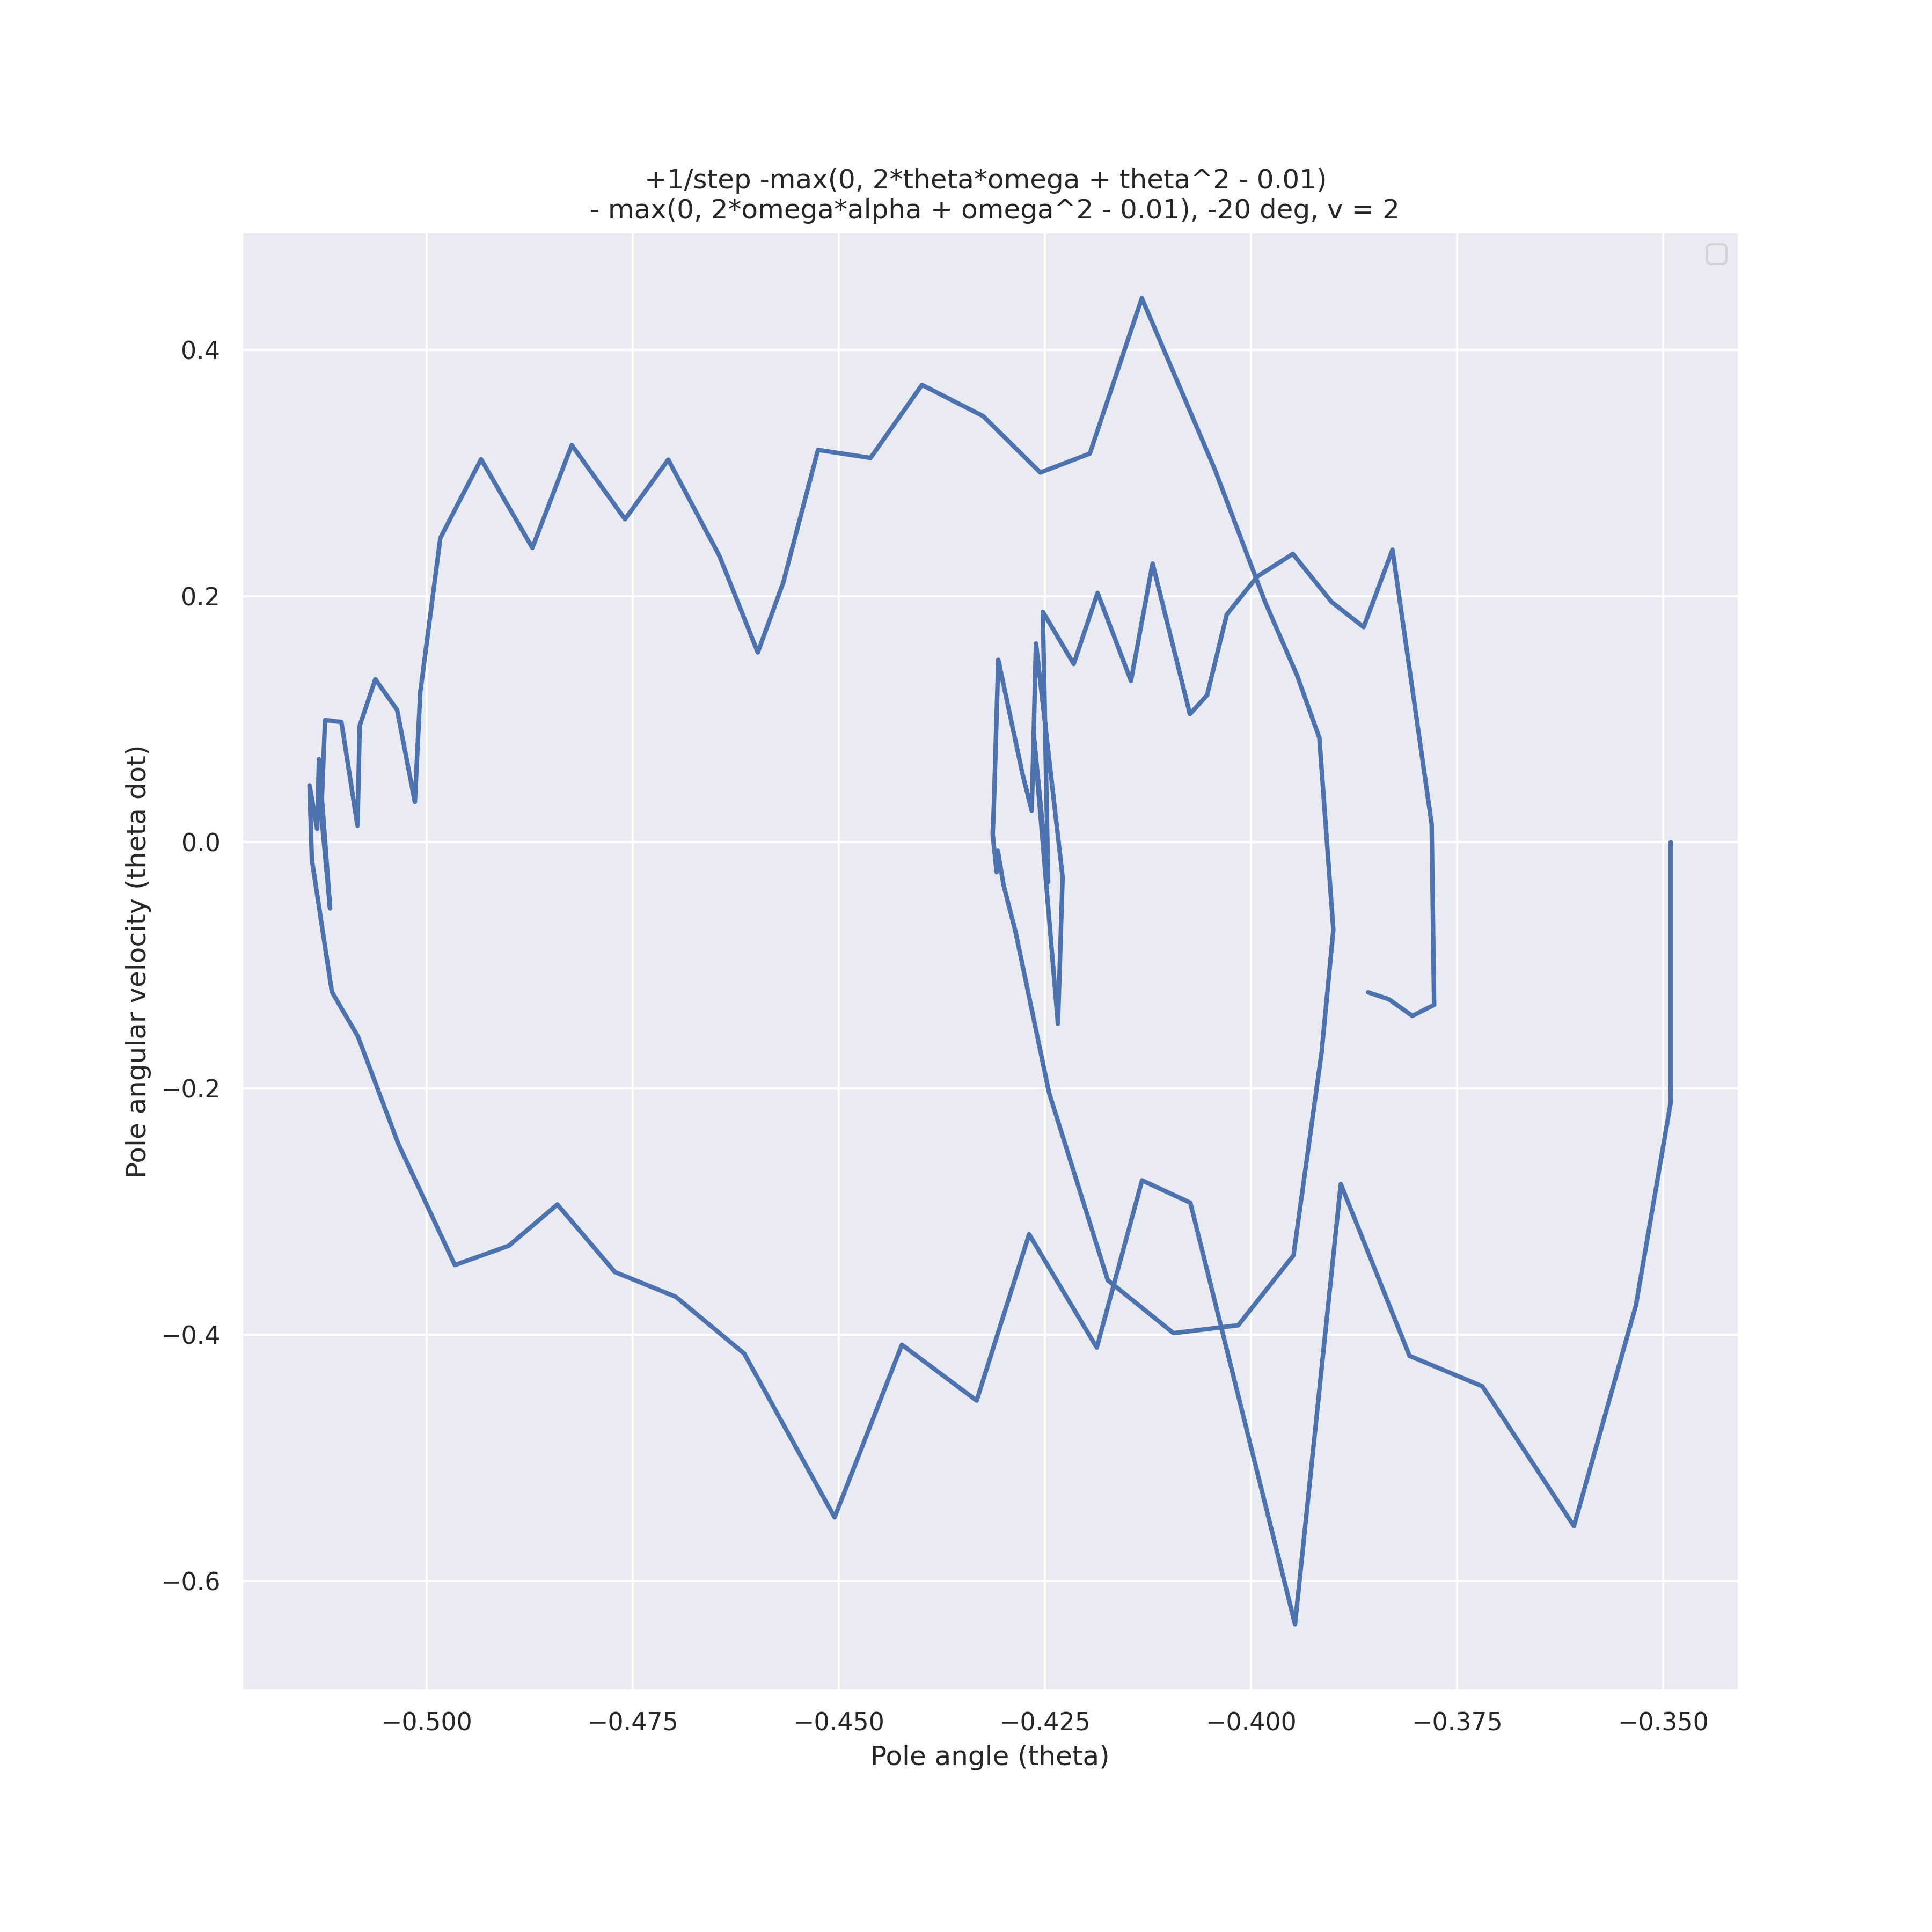 +1/step -max(0, 2*theta*omega + theta^2 - 0.01)
- max(0, 2*omega*alpha + omega^2 - 0.01), -20 deg, v = 2
0.4
0.2
0.0
−0.2
−0.4
−0.6
Pole angular velocity (theta dot)
−0.500 −0.475 −0.450 −0.425 −0.400 −0.375 −0.350
Pole angle (theta)